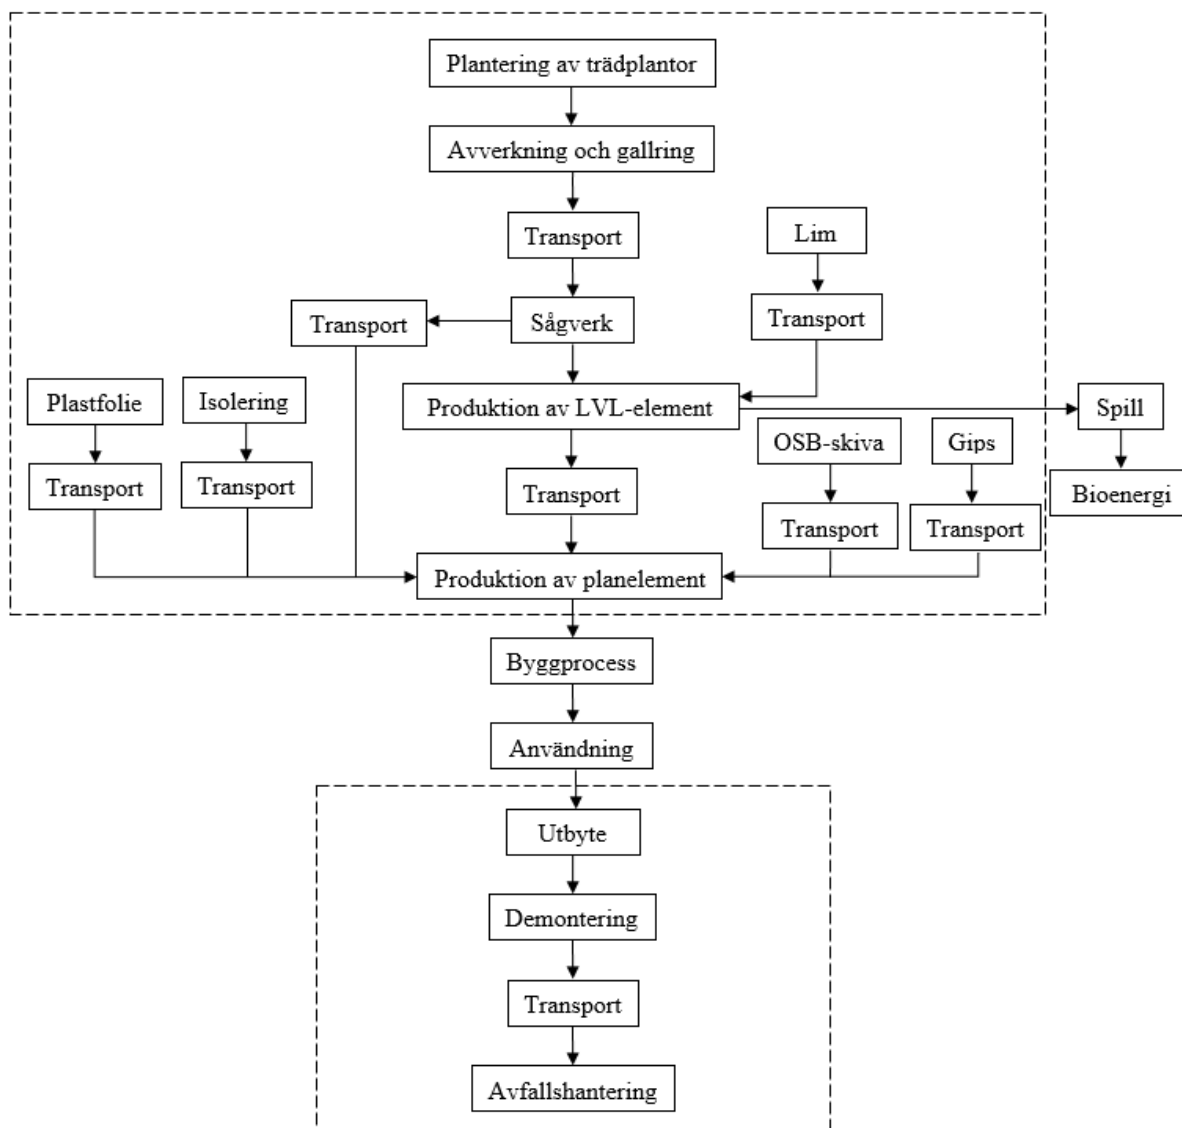 Plantering av trädplantor
Avverkning och gallring
Transport
Lim
Transport
Sågverk
Transport
Plastfolie
Isolering
Produktion av LVL-element
Spill
OSB-skiva
Gips
Transport
Transport
Transport
Bioenergi
Transport
Transport
Produktion av planelement
Byggprocess
Användning
Utbyte
Demontering
Transport
Avfallshantering